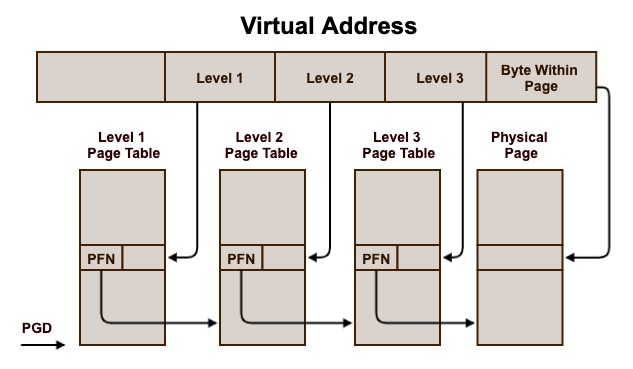 Virtual Address
Level 1
Level 2
Level 3
Byte Within
Page
Level 1
Page Table
Level 2
Page Table
Level 3
Page Table
Physical
Page
PFN
PFN
PFN
PGD